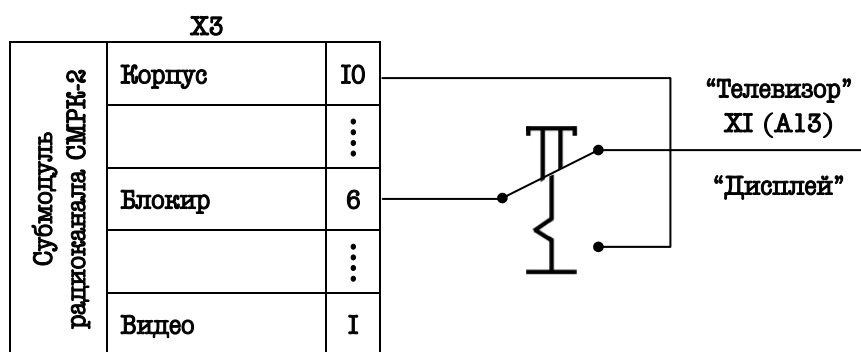 X3
Субмодуль
радиоканала СМРК-2
Корпус I0
Блокир 6
Видео I
“Телевизор”
XI (A13)
“Дисплей”